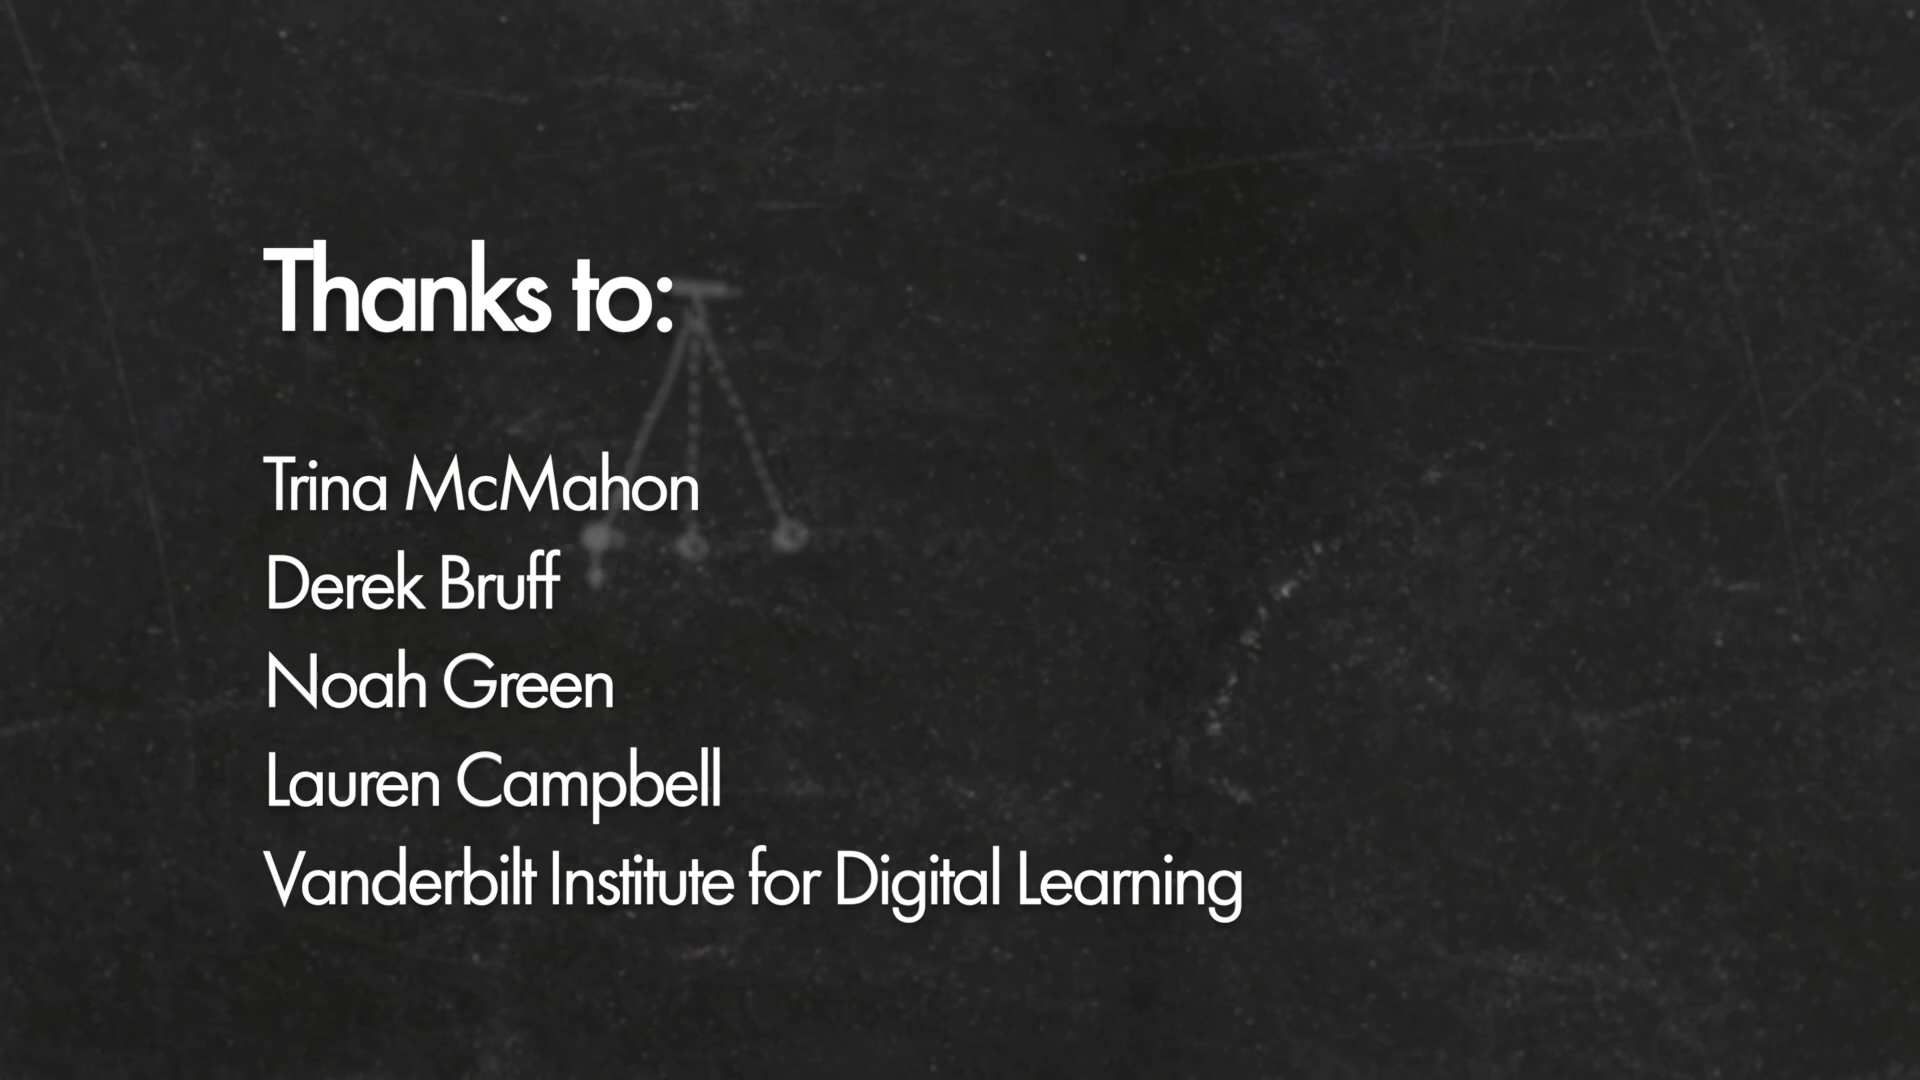 Thanks to:
Trina McMahon
Derek Bruff
Noah Green
Lauren Campbell
Vanderbilt Institute for Digital Learning